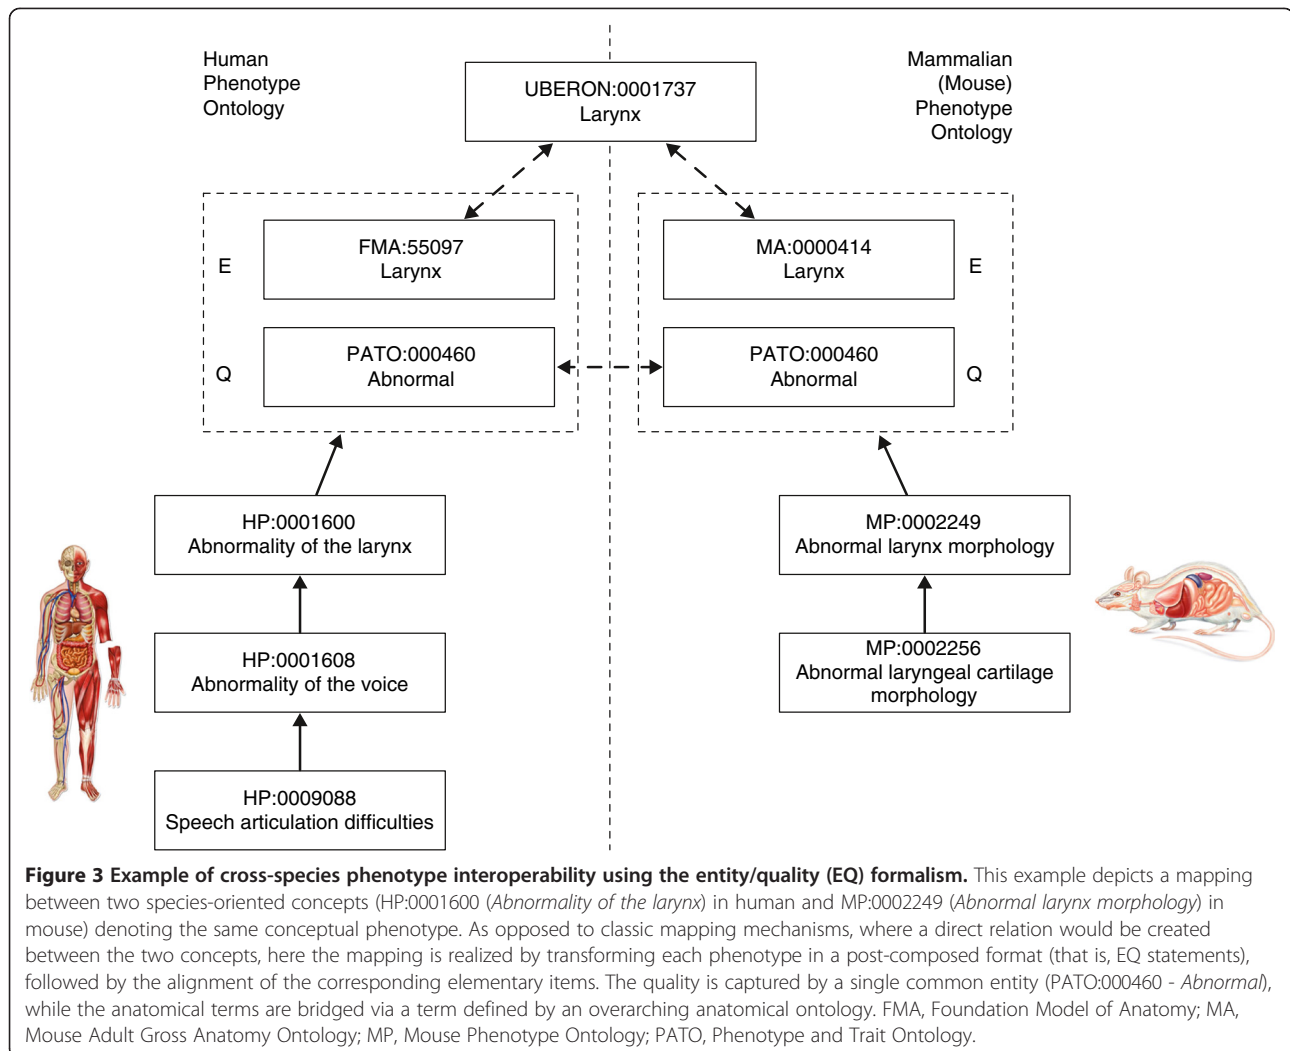 Human
Phenotype
Ontology
UBERON:0001737
Larynx
Mammalian
(Mouse)
Phenotype
Ontology
E
FMA:55097
Larynx
MA:0000414
Larynx
E
Q
PATO:000460
Abnormal
PATO:000460
Abnormal
Q
HP:0001600
Abnormality of the larynx
MP:0002249
Abnormal larynx morphology
HP:0001608
Abnormality of the voice
MP:0002256
Abnormal laryngeal cartilage
morphology
HP:0009088
Speech articulation difficulties
Figure 3 Example of cross-species phenotype interoperability using the entity/quality (EQ) formalism. This example depicts a mapping
between two species-oriented concepts (HP:0001600 (Abnormality of the larynx) in human and MP:0002249 (Abnormal larynx morphology) in
mouse) denoting the same conceptual phenotype. As opposed to classic mapping mechanisms, where a direct relation would be created
between the two concepts, here the mapping is realized by transforming each phenotype in a post-composed format (that is, EQ statements),
followed by the alignment of the corresponding elementary items. The quality is captured by a single common entity (PATO:000460 - Abnormal),
while the anatomical terms are bridged via a term defined by an overarching anatomical ontology. FMA, Foundation Model of Anatomy; MA,
Mouse Adult Gross Anatomy Ontology; MP, Mouse Phenotype Ontology; PATO, Phenotype and Trait Ontology.